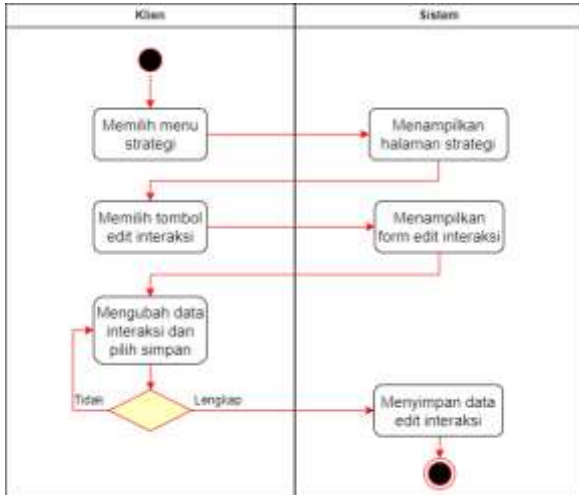 Klien
Sistem
Memilih menu
strategi
Menampilkan
halaman strategi
Memilih tombol
edit interaksi
Menampilkan
form edit interaksi
Mengubah data
interaksi dan
pilih simpan
Tidak
Lengkap
Menyimpan data
edit interaksi